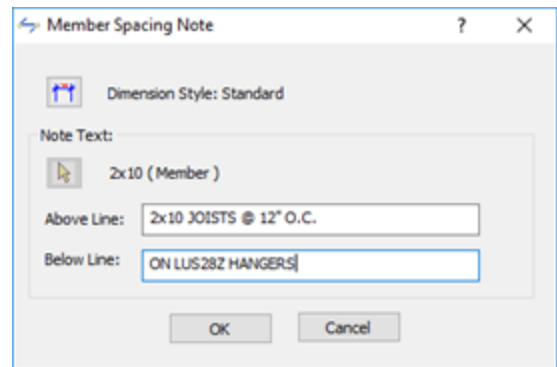 Member Spacing Note ?
Dimension Style: Standard
Note Text:
2x10 ( Member )
Above Line: 2x10 JOISTS @ 12" O.C.
Below Line: ON LUS28Z HANGERS
OK Cancel